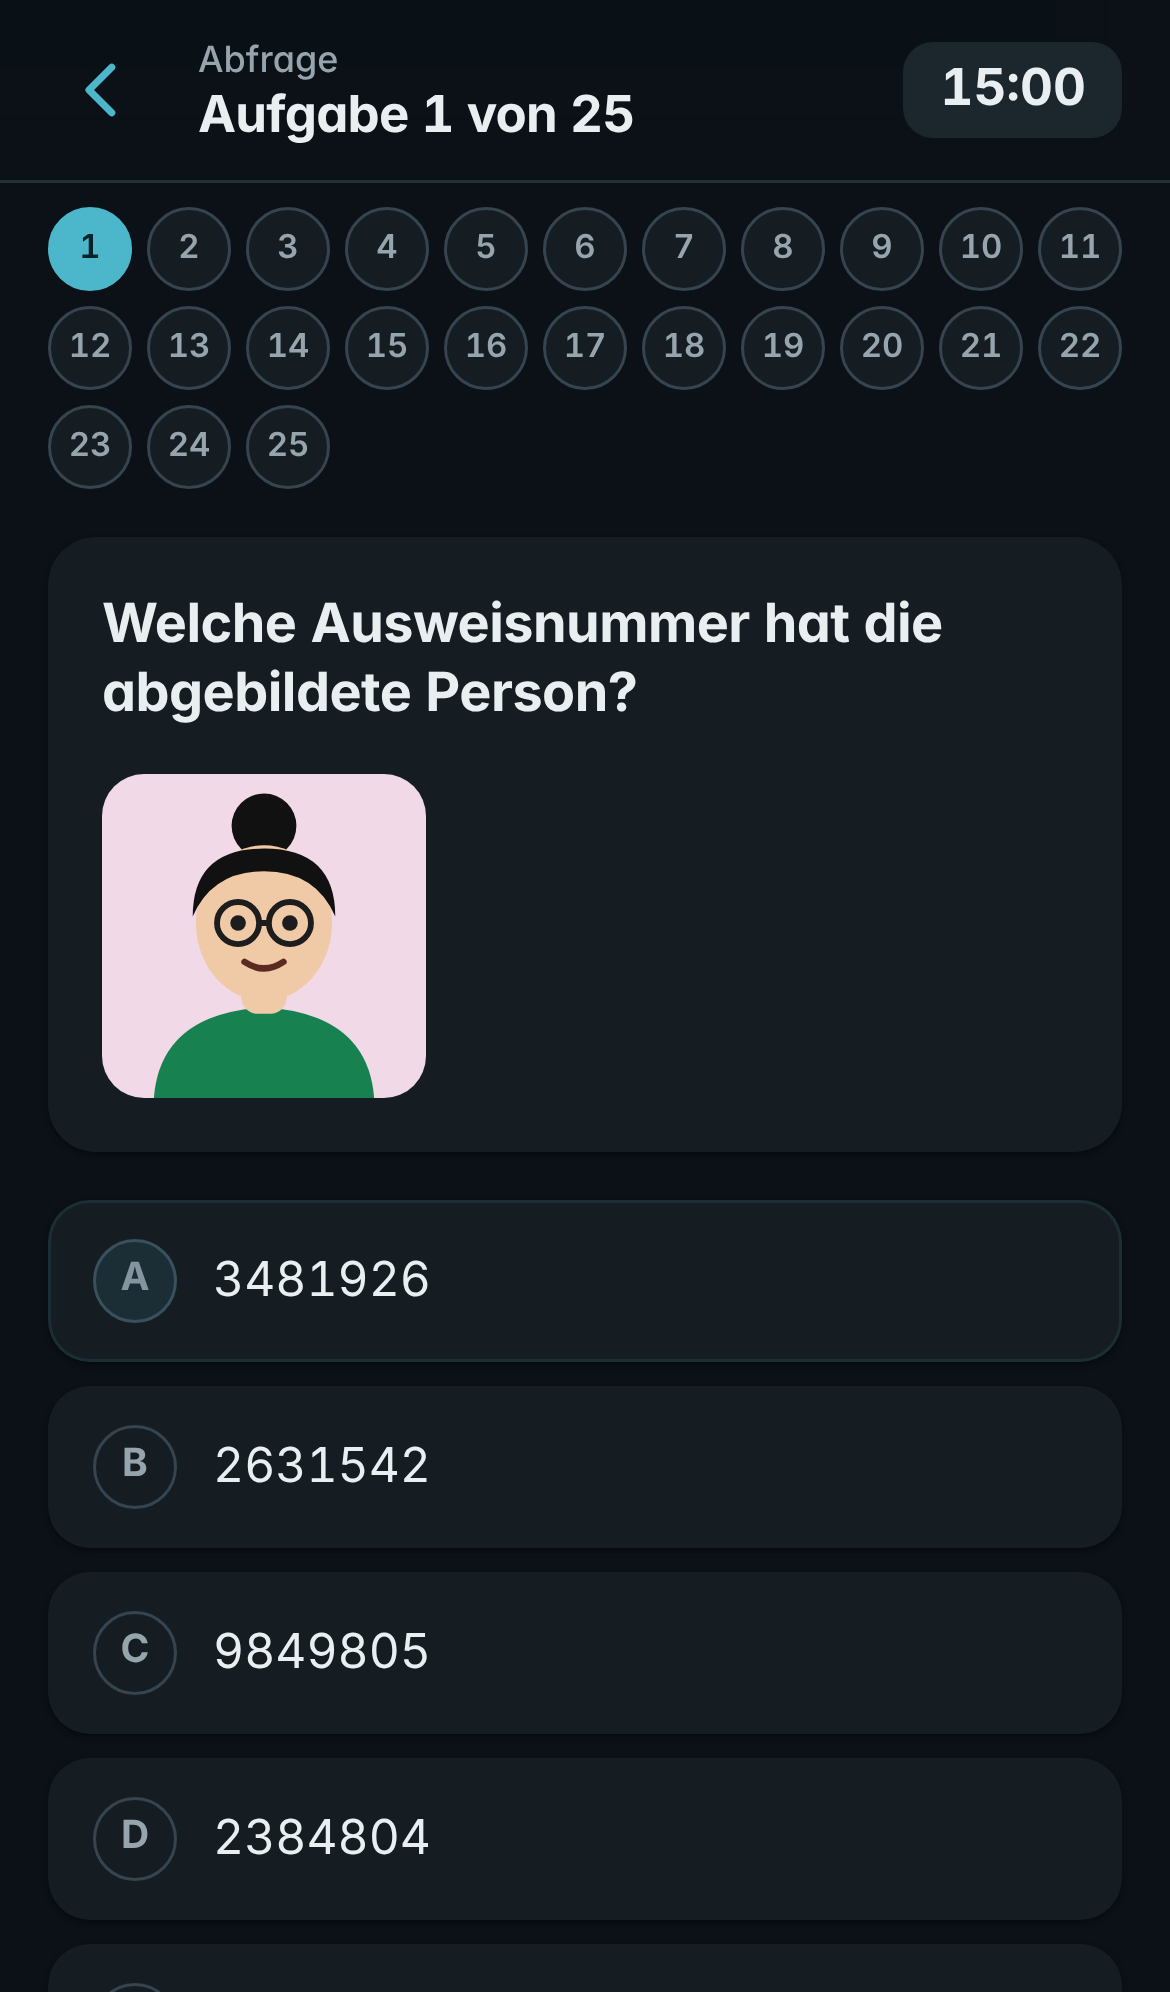 Abfrage
Aufgabe 1 von 25
15:00
1 2 3 4 5 6 7 8 9 10 11
12 13 14 15 16 17 18 19 20 21 22
23 24 25
Welche Ausweisnummer hat die
abgebildete Person?
A 3481926
B 2631542
C 9849805
D 2384804